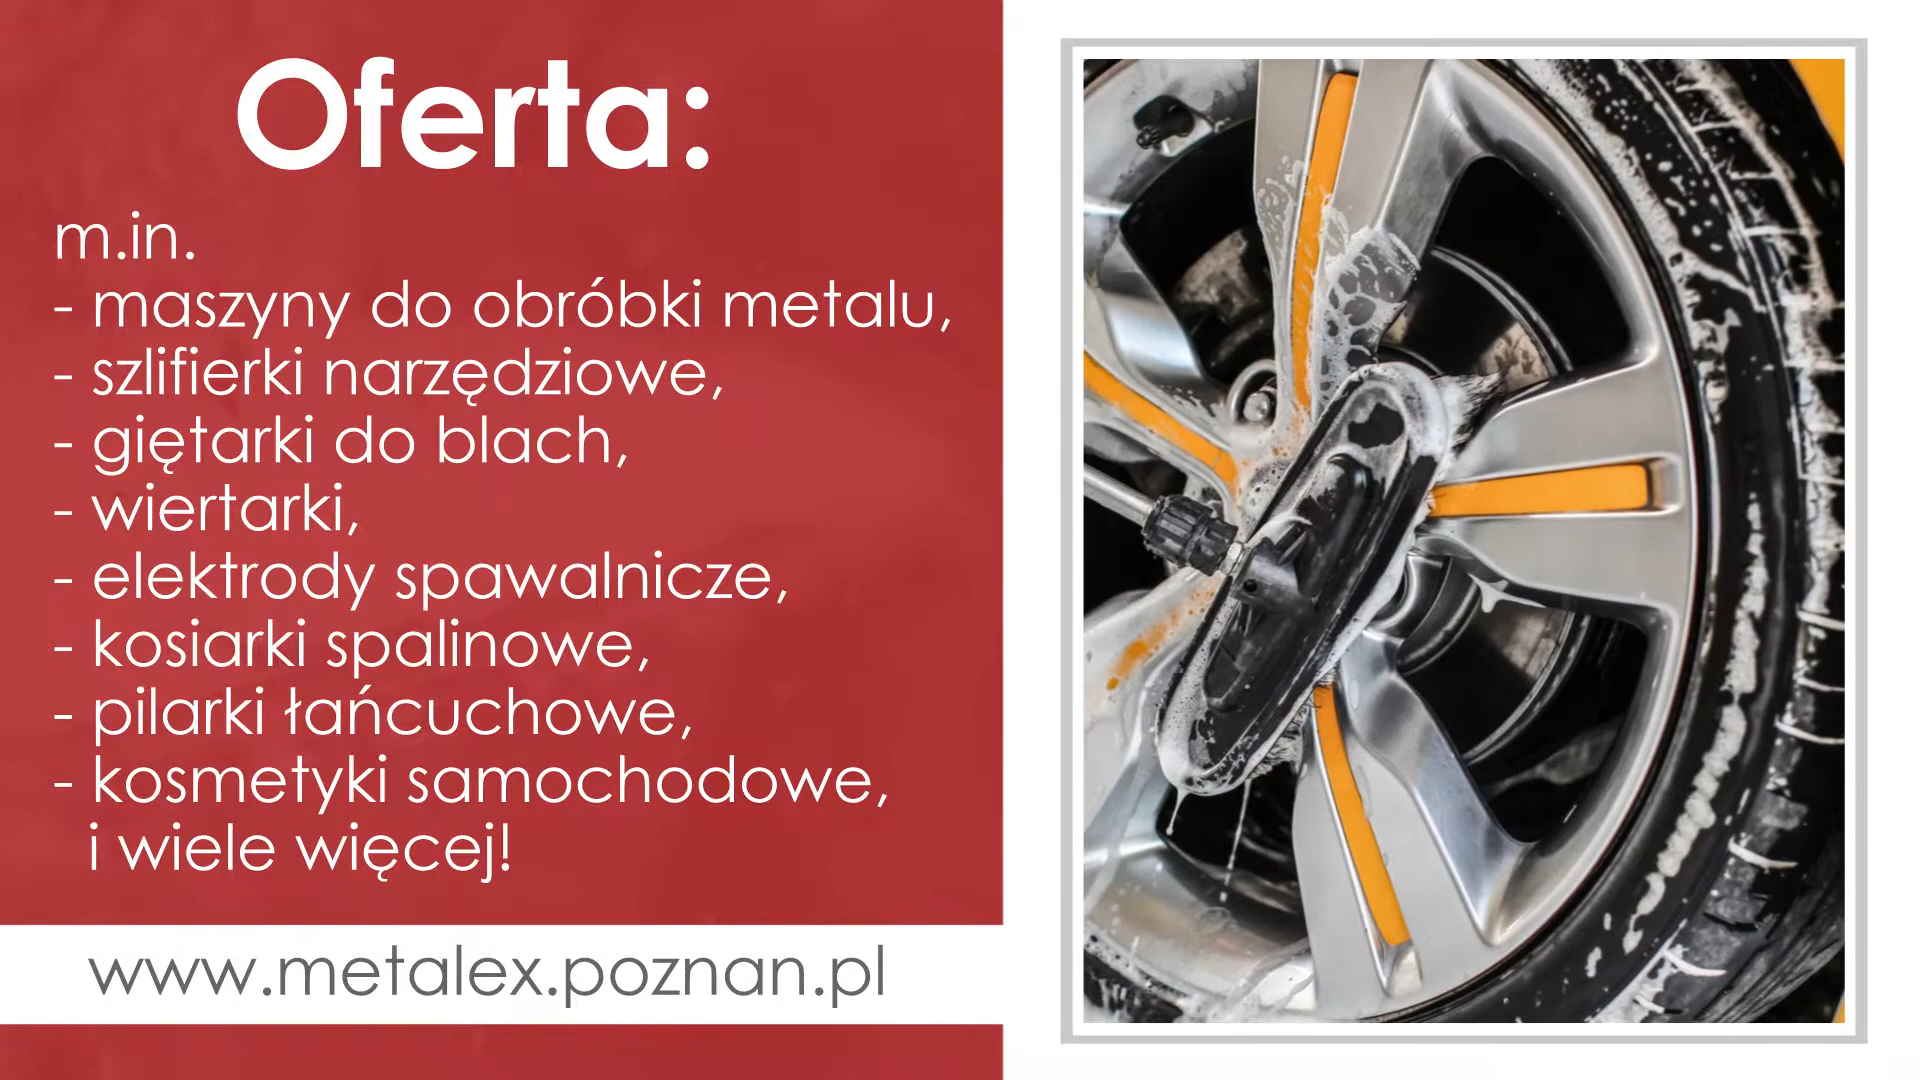 Oferta:
m.in.
- maszyny do obróbki metalu,
- szlifierki narzędziowe,
- giętarki do blach,
- wiertarki,
- elektrody spawalnicze,
- kosiarki spalinowe,
- pilarki łańcuchowe,
- kosmetyki samochodowe,
i wiele więcej!
www.metalex.poznan.pl